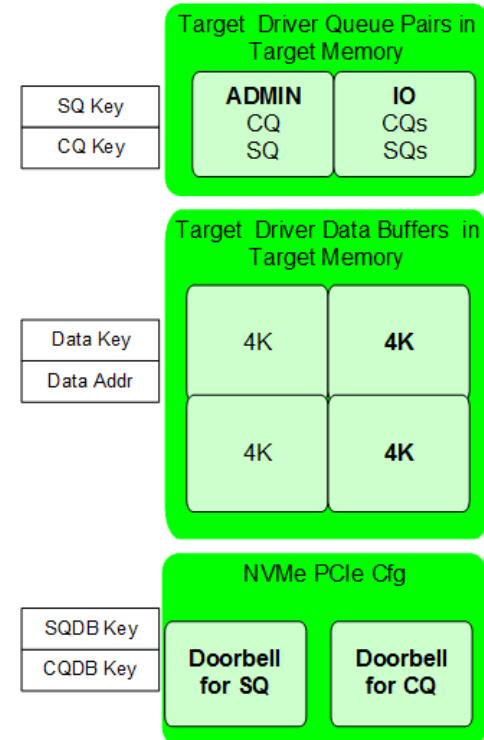 Target Driver Queue Pairs in
Target Memory
SQ Key
CQ Key
ADMIN
CQ
SQ
IO
CQs
SQs
Target Driver Data Buffers in
Target Memory
Data Key
Data Addr
4K
4K
4K
4K
NVMe PCIe Cfg
SQDB Key
CQDB Key
Doorbell
for SQ
Doorbell
for CQ